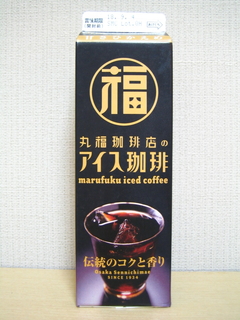 福
丸福珈琲店の
アイス珈琲
marufuku iced coffee
伝統のコクと香り
Osaka Sennichimae
SINCE 1934